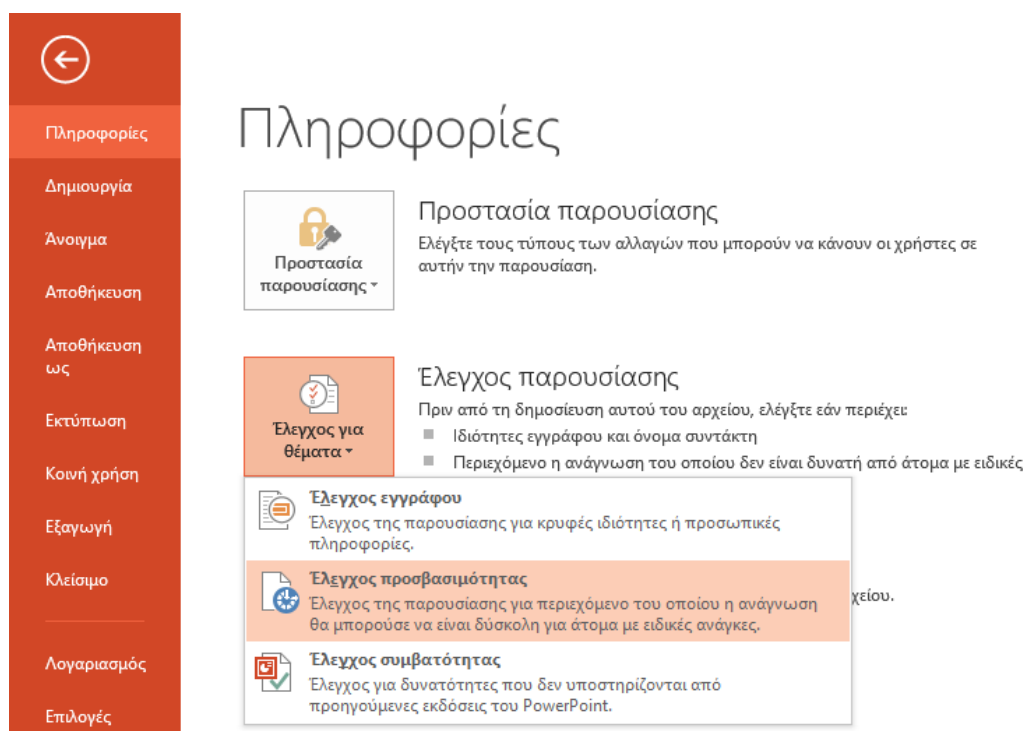 Πληροφορίες
Δημιουργία
Άνοιγμα
Αποθήκευση
Αποθήκευση
ως
Εκτύπωση
Κοινή χρήση
Εξαγωγή
Κλείσιμο
Λογαριασμός
Επιλογές
Πληροφορίες
Προστασία
παρουσίασης
Προστασία παρουσίασης
Ελέγξτε τους τύπους των αλλαγών που μπορούν να κάνουν οι χρήστες σε
αυτήν την παρουσίαση.
Έλεγχος για
θέματα
Έλεγχος παρουσίασης
Πριν από τη δημοσίευση αυτού του αρχείου, ελέγξτε εάν περιέχει:
Ιδιότητες εγγράφου και όνομα συντάκτη
Περιεχόμενο η ανάγνωση του οποίου δεν είναι δυνατή από άτομα με ειδικές
Έλεγχος εγγράφου
Έλεγχος της παρουσίασης για κρυφές ιδιότητες ή προσωπικές
πληροφορίες.
Έλεγχος προσβασιμότητας
Έλεγχος της παρουσίασης για περιεχόμενο του οποίου η ανάγνωση
θα μπορούσε να είναι δύσκολη για άτομα με ειδικές ανάγκες.
χείου.
Έλεγχος συμβατότητας
Έλεγχος για δυνατότητες που δεν υποστηρίζονται από
προηγούμενες εκδόσεις του PowerPoint.